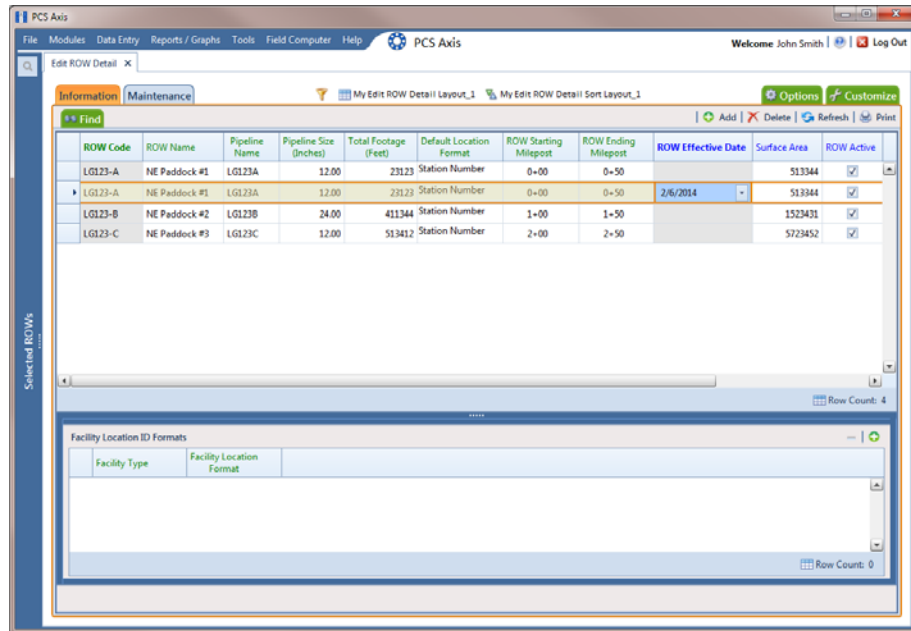 PCS Axis
File Modules Data Entry Reports / Graphs Tools Field Computer Help PCS Axis Welcome John Smith | | Log Out
Edit ROW Detail X
Information Maintenance My Edit ROW Detail Layout_1 My Edit ROW Detail Sort Layout_1 Options Customize
Find | Add | Delete | Refresh | Print
ROW Code ROW Name Pipeline Name Pipeline Size (Inches) Total Footage (Feet) Default Location Format ROW Starting Milepost ROW Ending Milepost ROW Effective Date Surface Area ROW Active
LG123-A NE Paddock #1 LG123A 12.00 23123 Station Number 0+00 0+50 513344
LG123-A NE Paddock #1 LG123A 12.00 23123 Station Number 0+00 0+50 2/6/2014 513344
LG123-B NE Paddock #2 LG123B 24.00 411344 Station Number 1+00 1+50 1523431
LG123-C NE Paddock #3 LG123C 12.00 513412 Station Number 2+00 2+50 5723452
Selected ROWs
Row Count: 4
Facility Location ID Formats
Facility Type Facility Location Format
Row Count: 0